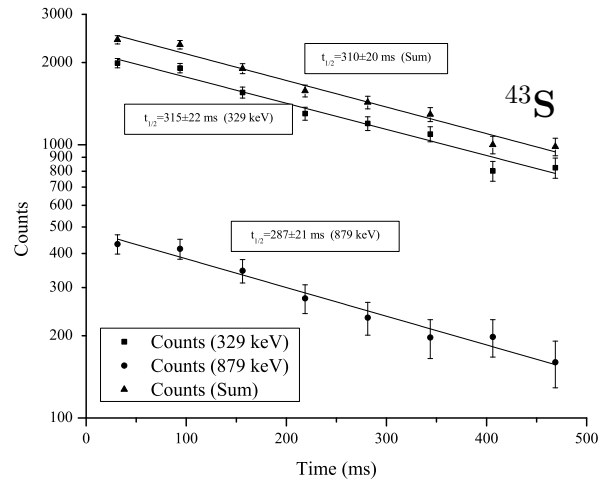 3000
2000
1000
900
800
700
600
500
400
300
200
100
Counts
t1/2=310±20 ms (Sum)
43S
t1/2=315±22 ms (329 keV)
t1/2=287±21 ms (879 keV)
Counts (329 keV)
Counts (879 keV)
Counts (Sum)
0 100 200 300 400 500
Time (ms)